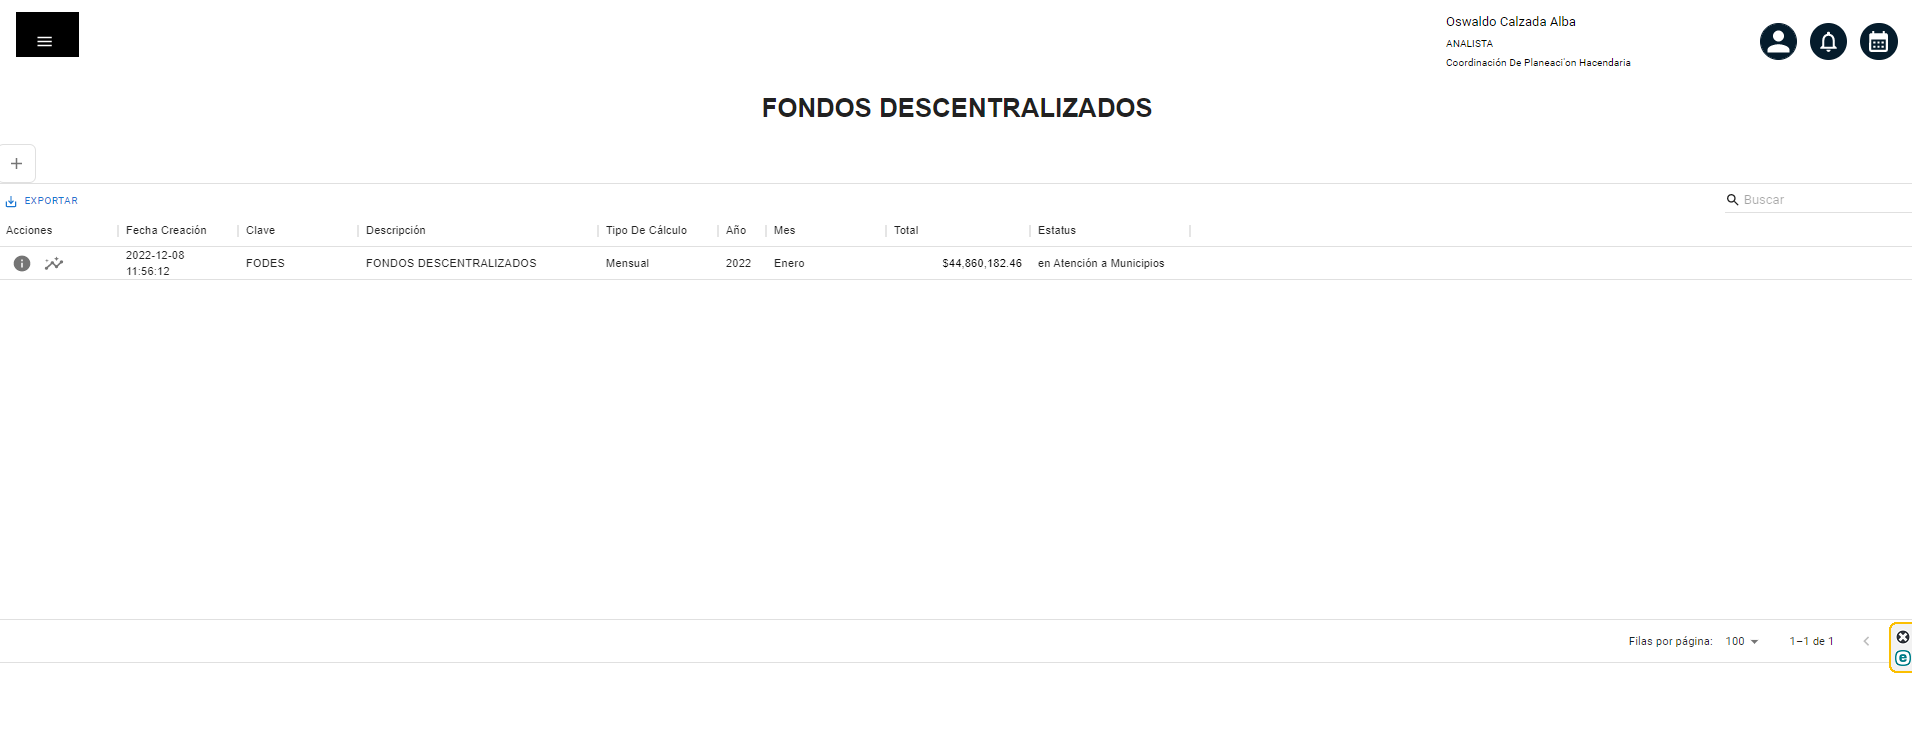 Oswaldo Calzada Alba
ANALISTA
Coordinación De Planeaci´on Hacendaria
FONDOS DESCENTRALIZADOS
EXPORTAR
Buscar
Acciones Fecha Creación Clave Descripción Tipo De Cálculo Año Mes Total Estatus
2022-12-08 11:56:12 FODES FONDOS DESCENTRALIZADOS Mensual 2022 Enero $44,860,182.46 en Atención a Municipios
Filas por página: 100 1–1 de 1